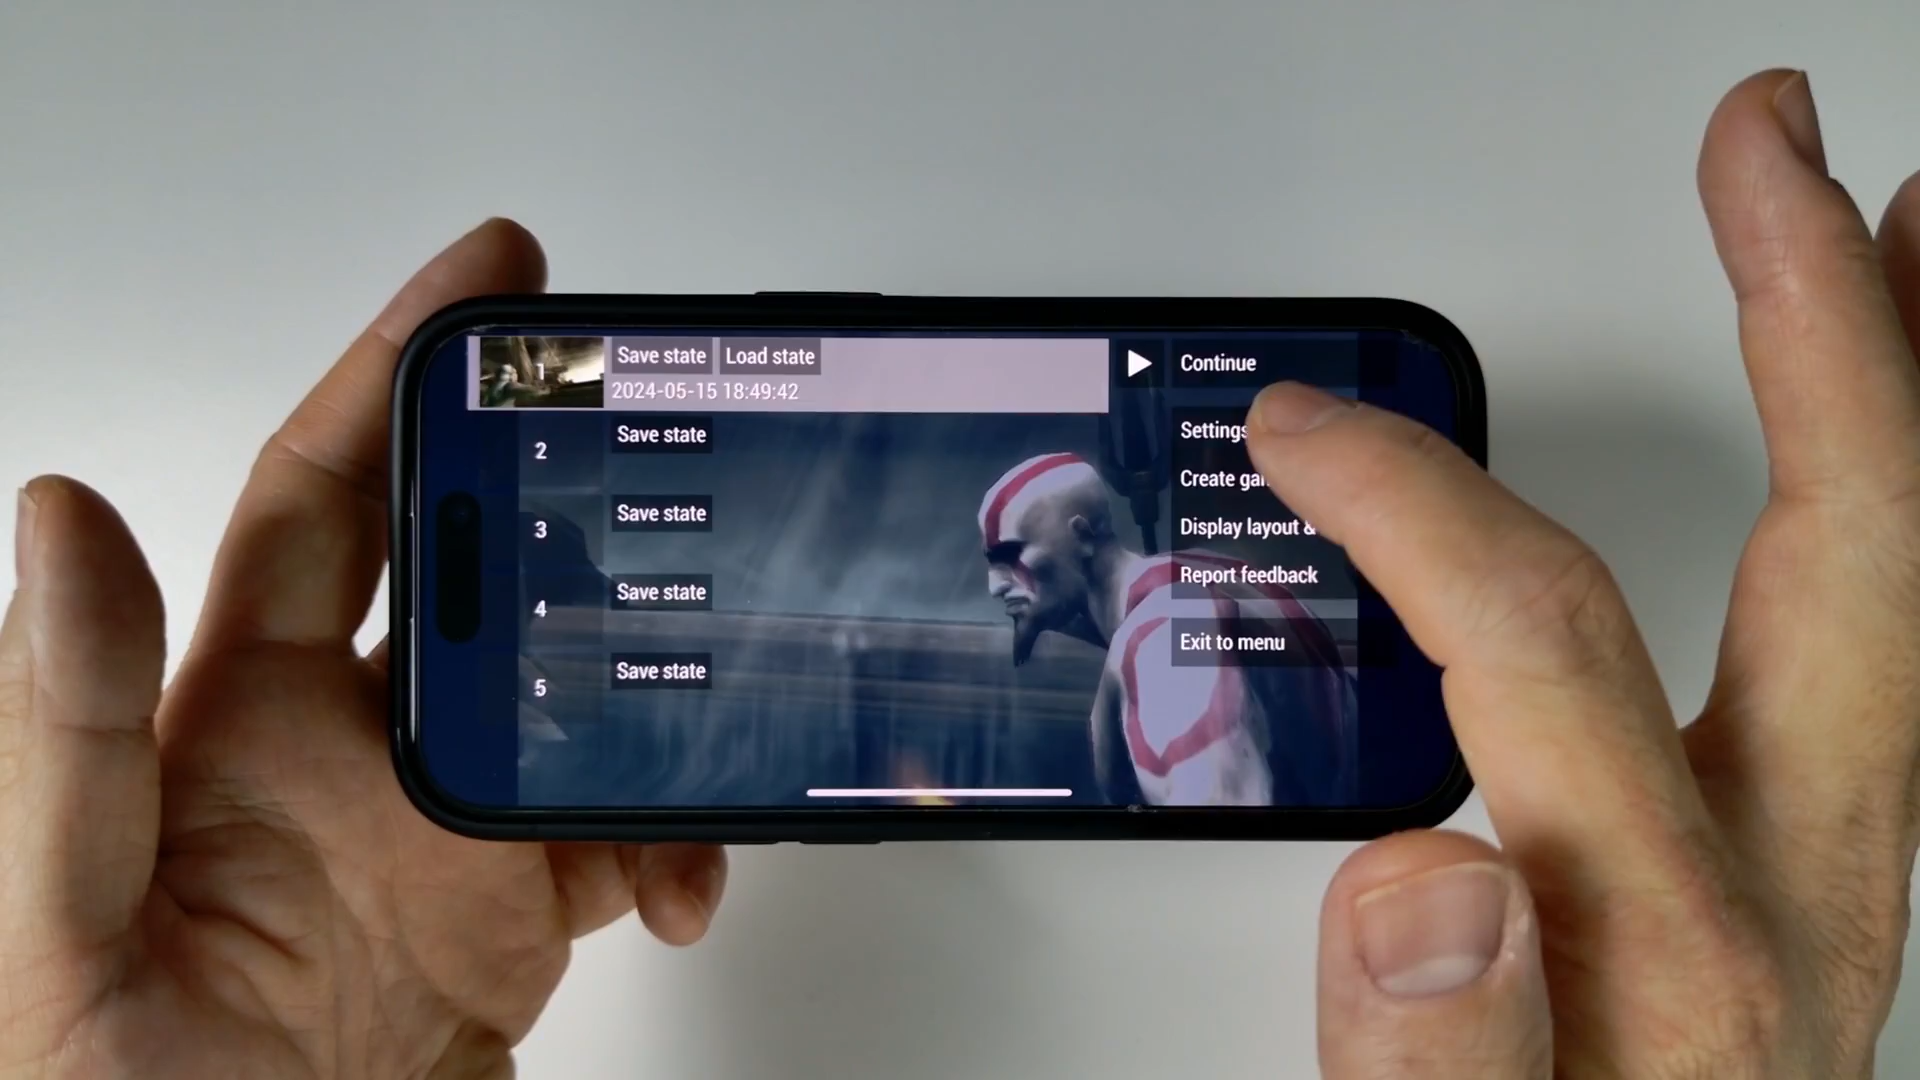 1
Save state
Load state
2024-05-15 18:49:42
2
Save state
3
Save state
4
Save state
5
Save state
Continue
Settings
Create
Display layout &
Report feedback
Exit to menu